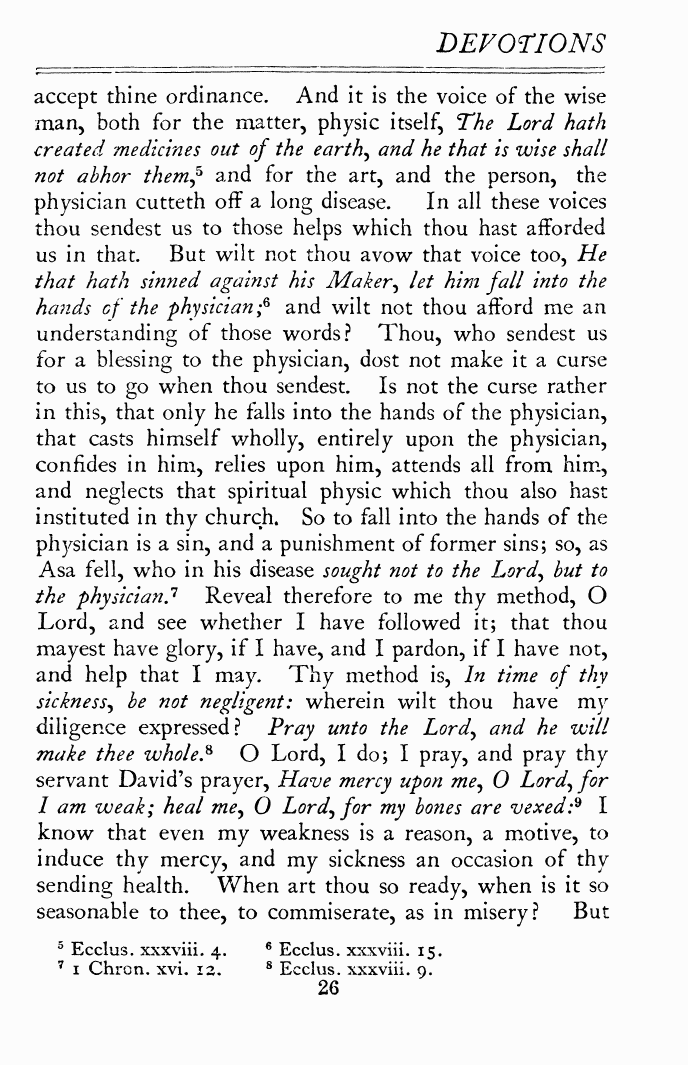 DEVOTIONS
accept thine ordinance. And it is the voice of the wise
man, both for the matter, physic itself, The Lord hath
created medicines out of the earth, and he that is wise shall
not abhor them,⁵ and for the art, and the person, the
physician cutteth off a long disease. In all these voices
thou sendest us to those helps which thou hast afforded
us in that. But wilt not thou avow that voice too, He
that hath sinned against his Maker, let him fall into the
hands of the physician;⁶ and wilt not thou afford me an
understanding of those words? Thou, who sendest us
for a blessing to the physician, dost not make it a curse
to us to go when thou sendest. Is not the curse rather
in this, that only he falls into the hands of the physician,
that casts himself wholly, entirely upon the physician,
confides in him, relies upon him, attends all from him,
and neglects that spiritual physic which thou also hast
instituted in thy church. So to fall into the hands of the
physician is a sin, and a punishment of former sins; so, as
Asa fell, who in his disease sought not to the Lord, but to
the physician.⁷ Reveal therefore to me thy method, O
Lord, and see whether I have followed it; that thou
mayest have glory, if I have, and I pardon, if I have not,
and help that I may. Thy method is, In time of thy
sickness, be not negligent: wherein wilt thou have my
diligence expressed? Pray unto the Lord, and he will
make thee whole.⁸ O Lord, I do; I pray, and pray thy
servant David's prayer, Have mercy upon me, O Lord, for
I am weak; heal me, O Lord, for my bones are vexed:⁹ I
know that even my weakness is a reason, a motive, to
induce thy mercy, and my sickness an occasion of thy
sending health. When art thou so ready, when is it so
seasonable to thee, to commiserate, as in misery? But
⁵ Ecclus. xxxviii. 4. ⁶ Ecclus. xxxviii. 15.
⁷ 1 Chron. xvi. 12. ⁸ Ecclus. xxxviii. 9.
26